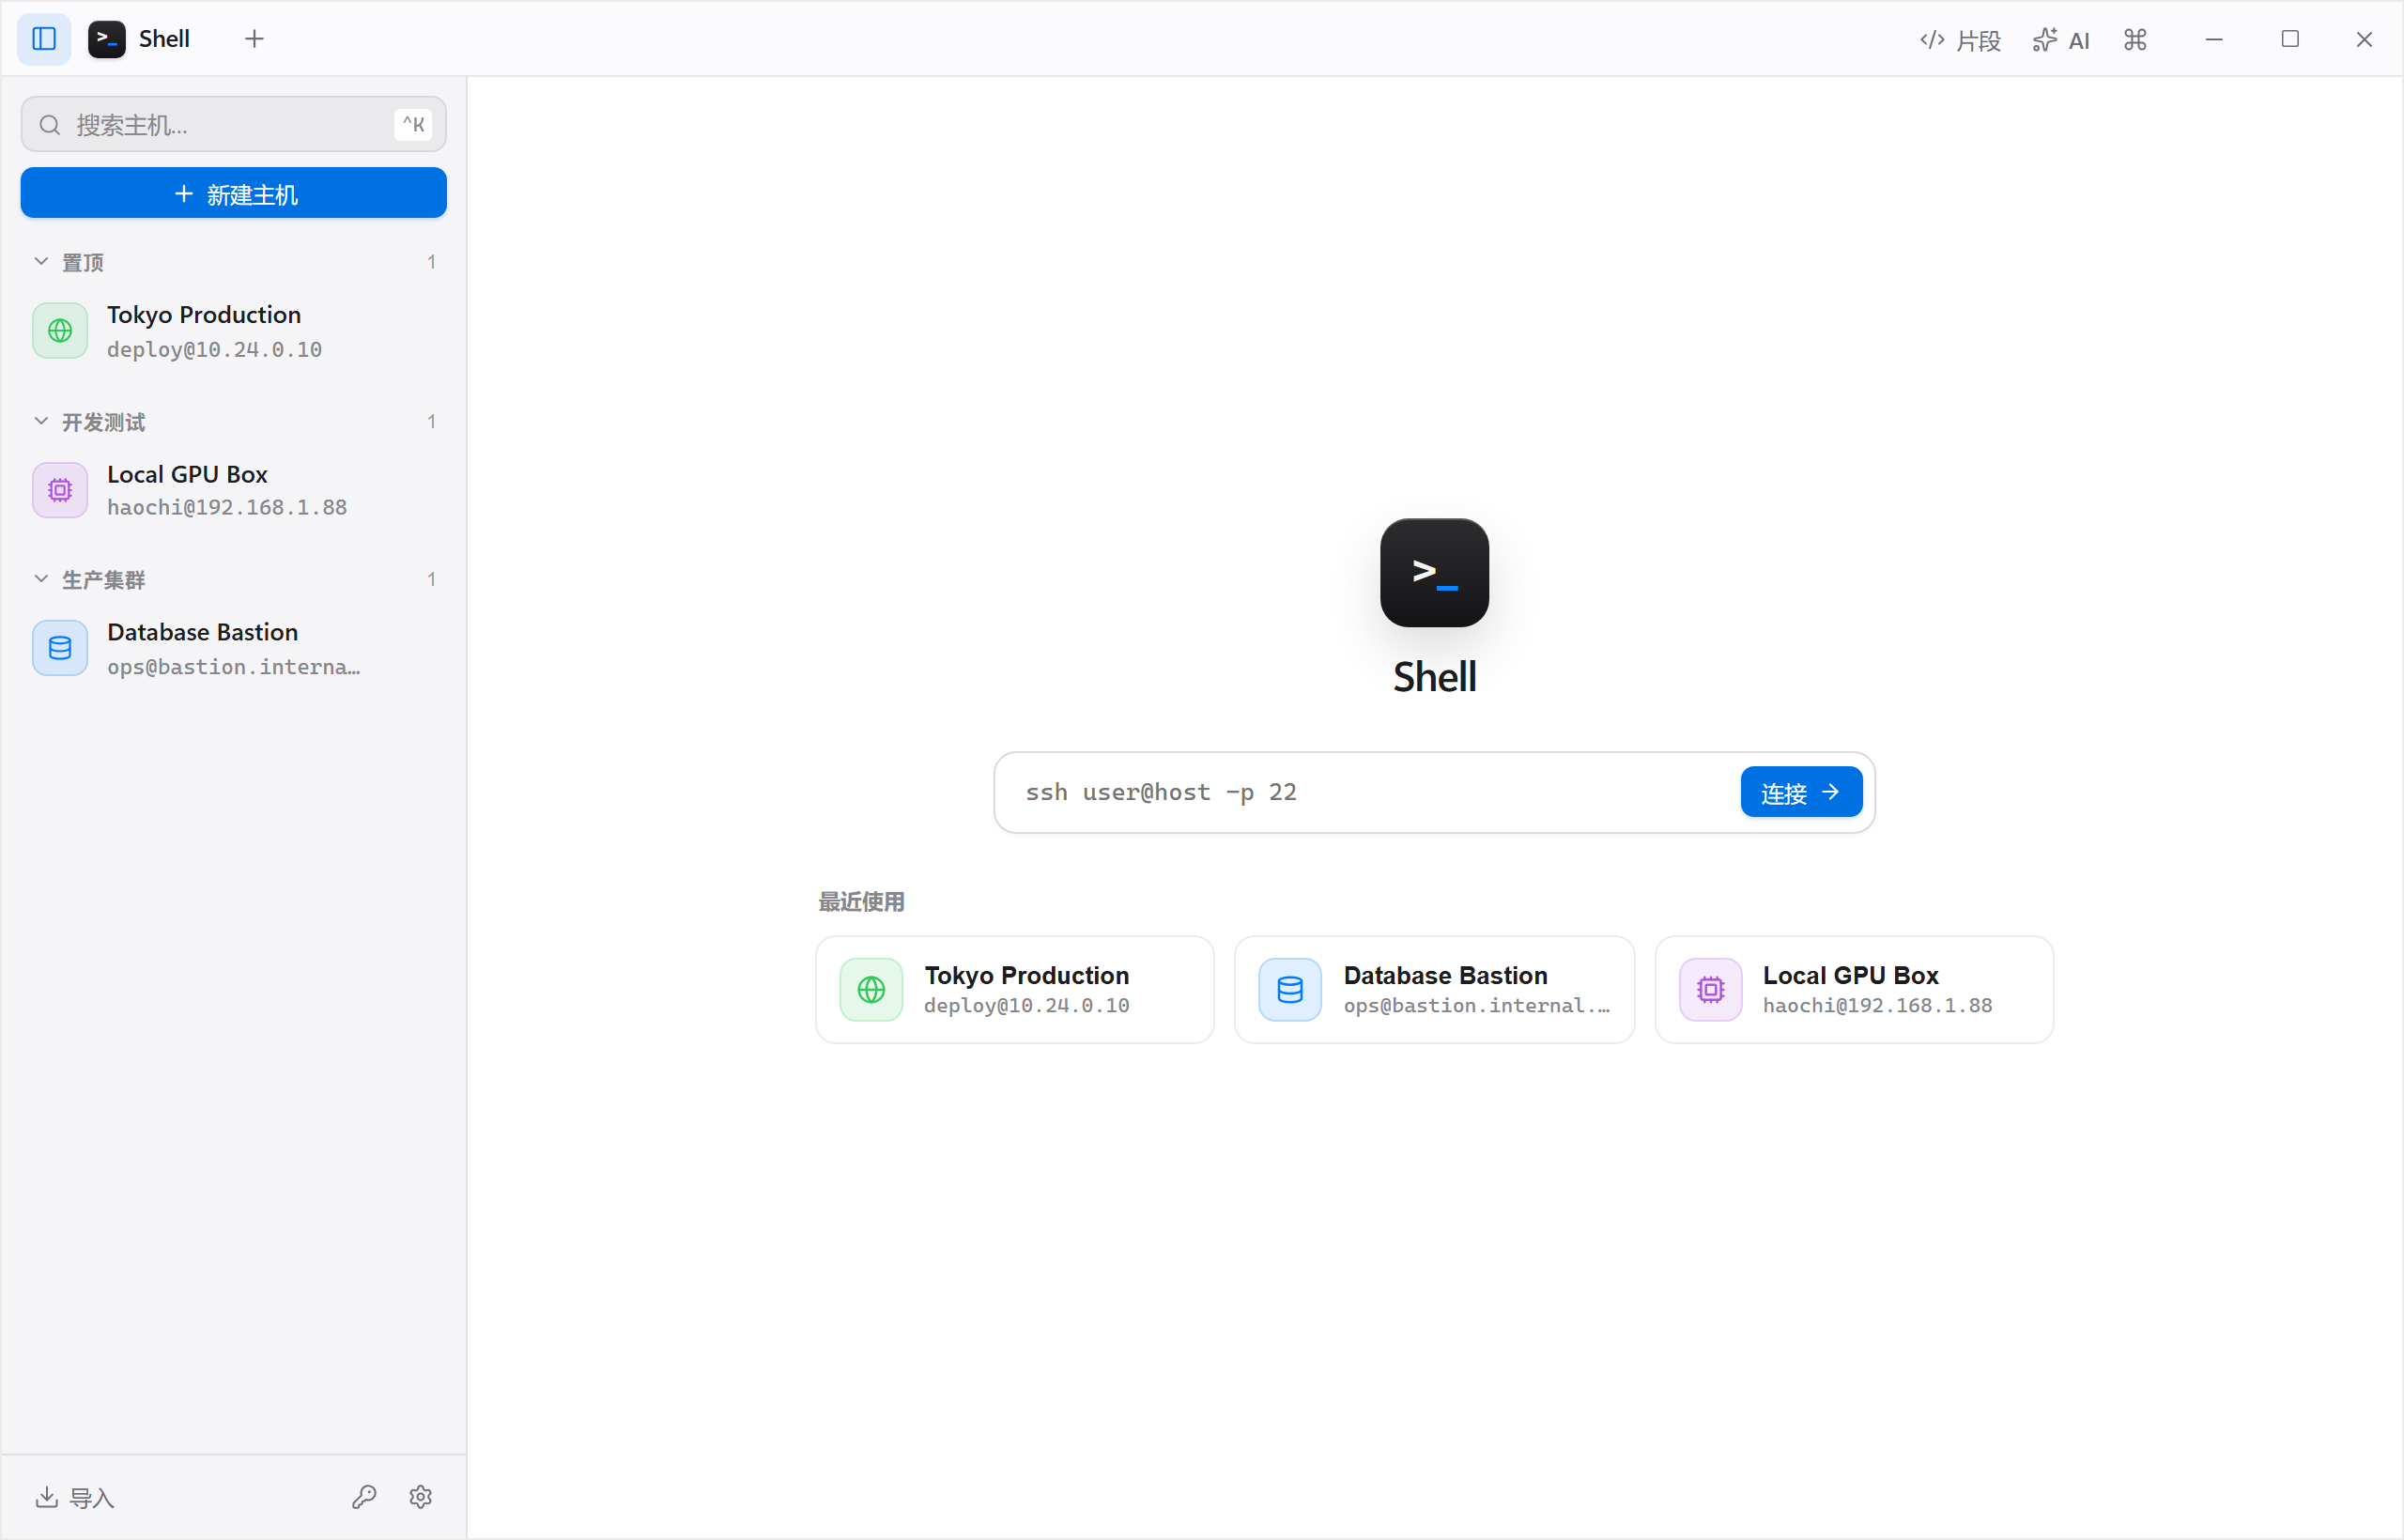 >_ Shell
片段 AI
搜索主机... ^K
新建主机
置顶 1
Tokyo Production
deploy@10.24.0.10
开发测试 1
Local GPU Box
haochi@192.168.1.88
生产集群 1
Database Bastion
ops@bastion.interna…
导入
>_
Shell
ssh user@host -p 22 连接
最近使用
Tokyo Production
deploy@10.24.0.10
Database Bastion
ops@bastion.internal.…
Local GPU Box
haochi@192.168.1.88